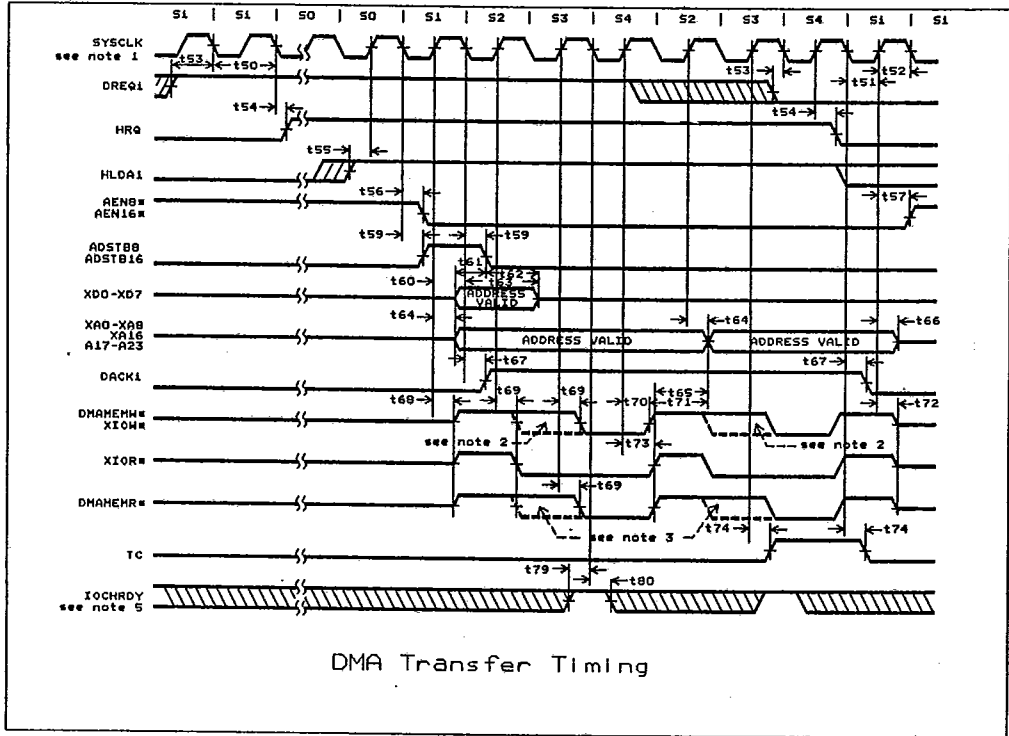 SI | SI | S0 | S0 | S1 | S2 | S3 | S4 | S2 | S3 | S4 | S1 | SI
SYSCLK
see note 1
t53 t50 t53 t52
t51
DREQi
t54 t54
HRQ
t55
HLDA1
t56 t57
AEN8*
AEN16*
t59 t59
ADSTB8
ADSTB16
t61 t62
t60 t63
XD0-XD7 ADDRESS
VALID
t64 t64 t66
XA0-XA8
XA16
A17-A23
ADDRESS VALID ADDRESS VALID
t67 t67
DACKi
t65
t68 t69 t69 t70 t71 t72
DMAMEMW*
XIOW*
see note 2 t73 see note 2
XIOR*
t69
DMAMEMR*
see note 3 t74 t74
TC
t79 t80
IOCHRDY
see note 5
DMA Transfer Timing